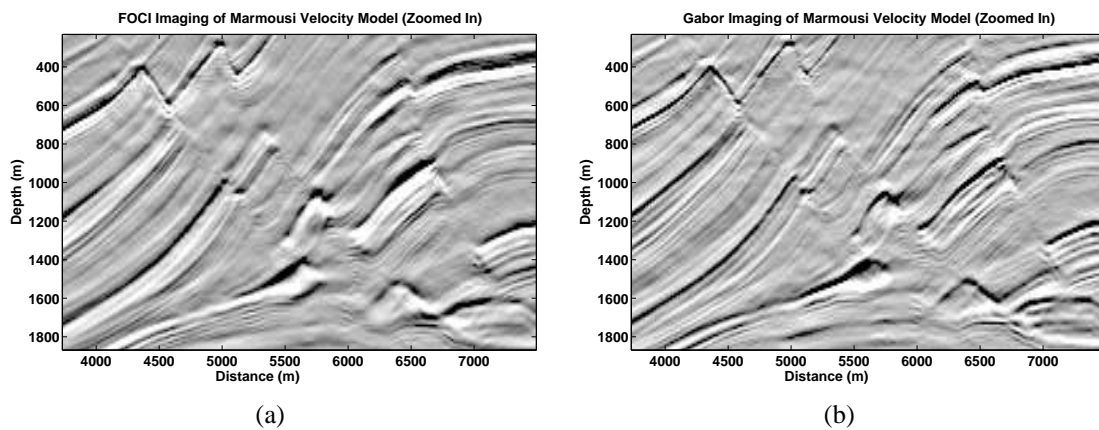 FOCI Imaging of Marmousi Velocity Model (Zoomed In)
400
600
800
1000
1200
1400
1600
1800
Depth (m)
4000 4500 5000 5500 6000 6500 7000
Distance (m)
(a)
Gabor Imaging of Marmousi Velocity Model (Zoomed In)
400
600
800
1000
1200
1400
1600
1800
Depth (m)
4000 4500 5000 5500 6000 6500 7000
Distance (m)
(b)